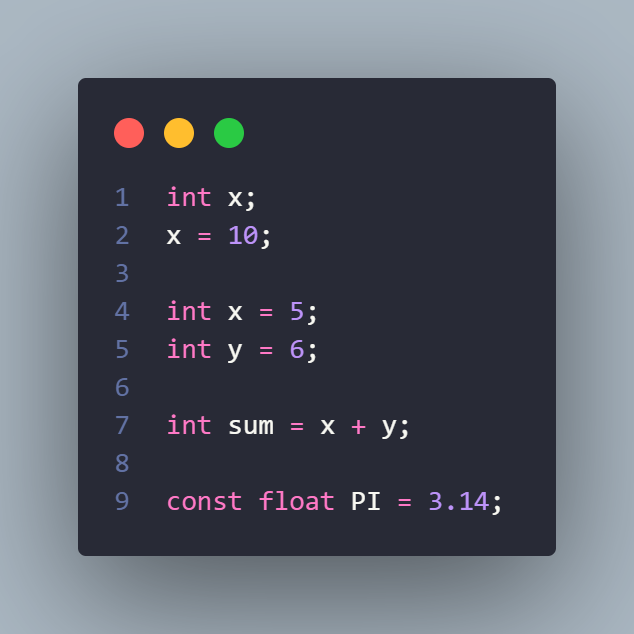 1 int x;
2 x = 10;
3
4 int x = 5;
5 int y = 6;
6
7 int sum = x + y;
8
9 const float PI = 3.14;